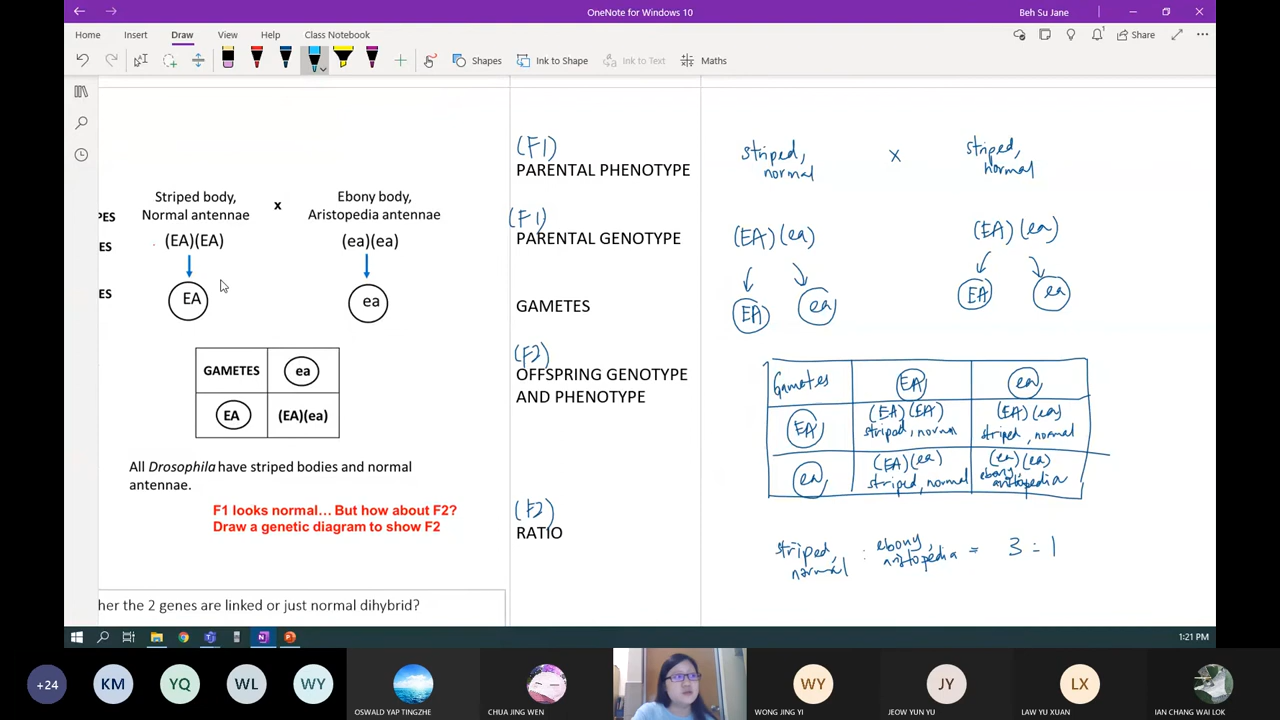 OneNote for Windows 10
Beh Su Jane
Home Insert Draw View Help Class Notebook
Share
Shapes
Ink to Shape
Ink to Text
Maths
Striped body,
Normal antennae
x
Ebony body,
Aristopedia antennae
PES
(EA)(EA)
(ea)(ea)
ES
EA
ea
ES
GAMETES ea
EA (EA)(ea)
All Drosophila have striped bodies and normal
antennae.
F1 looks normal... But how about F2?
Draw a genetic diagram to show F2
her the 2 genes are linked or just normal dihybrid?
(F1)
PARENTAL PHENOTYPE
(F1)
PARENTAL GENOTYPE
GAMETES
(F2)
OFFSPRING GENOTYPE
AND PHENOTYPE
(F2)
RATIO
striped,
normal
x
striped,
normal
(EA)(ea)
(EA)(ea)
EA ea
EA ea
Gametes EA ea
EA
(EA)(EA)
striped, normal
(EA)(ea)
striped, normal
ea
(EA)(ea)
striped, normal
(ea)(ea)
ebony,
aristopedia
striped,
normal
:
ebony,
aristopedia
= 3 = 1
1:21 PM
+24
KM
YQ
WL
WY
OSWALD YAP TINGZHE
CHUA JING WEN
WY
WONG JING YI
JY
JEOW YUN YU
LX
LAW YU XUAN
IAN CHANG WAI LOK